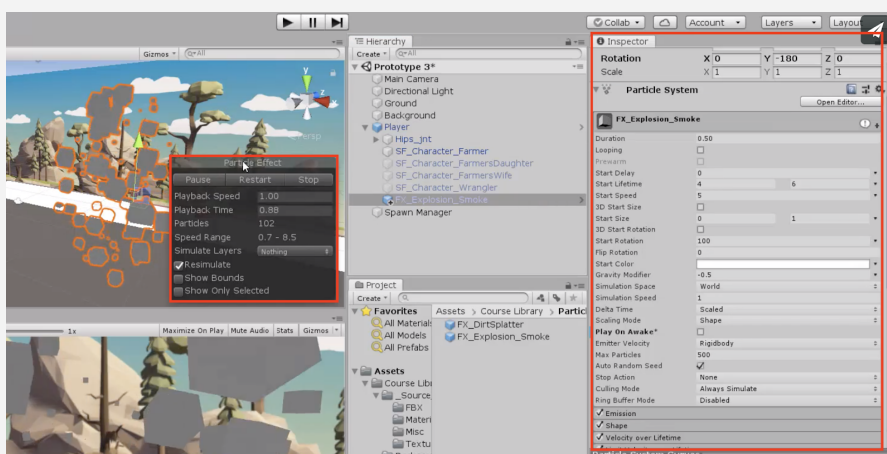 Collab
Account
Layers
Layou
Gizmos
All
Persp
Particle Effect
Pause Restart Stop
Playback Speed 1.00
Playback Time 0.88
Particles 102
Speed Range 0.7 - 8.5
Simulate Layers Nothing
Resimulate
Show Bounds
Show Only Selected
1x Maximize On Play Mute Audio Stats Gizmos
Hierarchy
Create All
Prototype 3*
Main Camera
Directional Light
Ground
Background
Player
Hips_jnt
SF_Character_Farmer
SF_Character_FarmersDaughter
SF_Character_FarmersWife
SF_Character_Wrangler
FX_Explosion_Smoke
Spawn Manager
Project
Create
Favorites
All Material
All Models
All Prefabs
Assets
Course Libr
_Source
FBX
Materi
Misc
Textu
Assets > Course Library > Partic
FX_DirtSplatter
FX_Explosion_Smoke
Inspector
Rotation X 0 Y -180 Z 0
Scale X 1 Y 1 Z 1
Particle System
Open Editor...
FX_Explosion_Smoke
Duration 0.50
Looping
Prewarm
Start Delay 0
Start Lifetime 4 6
Start Speed 5
3D Start Size
Start Size 0 1
3D Start Rotation
Start Rotation 100
Flip Rotation 0
Start Color
Gravity Modifier -0.5
Simulation Space World
Simulation Speed 1
Delta Time Scaled
Scaling Mode Shape
Play On Awake*
Emitter Velocity Rigidbody
Max Particles 500
Auto Random Seed
Stop Action None
Culling Mode Always Simulate
Ring Buffer Mode Disabled
Emission
Shape
Velocity over Lifetime